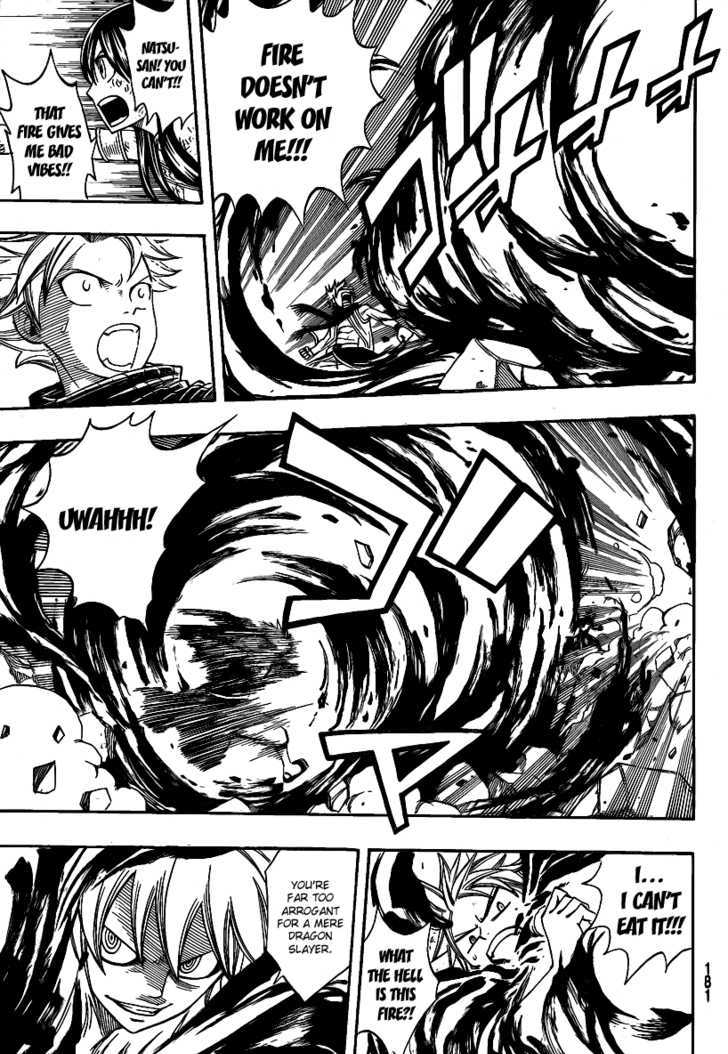 FIRE
DOESN'T
WORK ON
ME!!!
NATSU-
SAN! YOU
CAN'T!!
THAT
FIRE GIVES
ME BAD
VIBES!!
UWAHHH!
I...
I CAN'T
EAT IT!!!
WHAT
THE HELL
IS THIS
FIRE?!
YOU'RE
FAR TOO
ARROGANT
FOR A MERE
DRAGON
SLAYER.
181